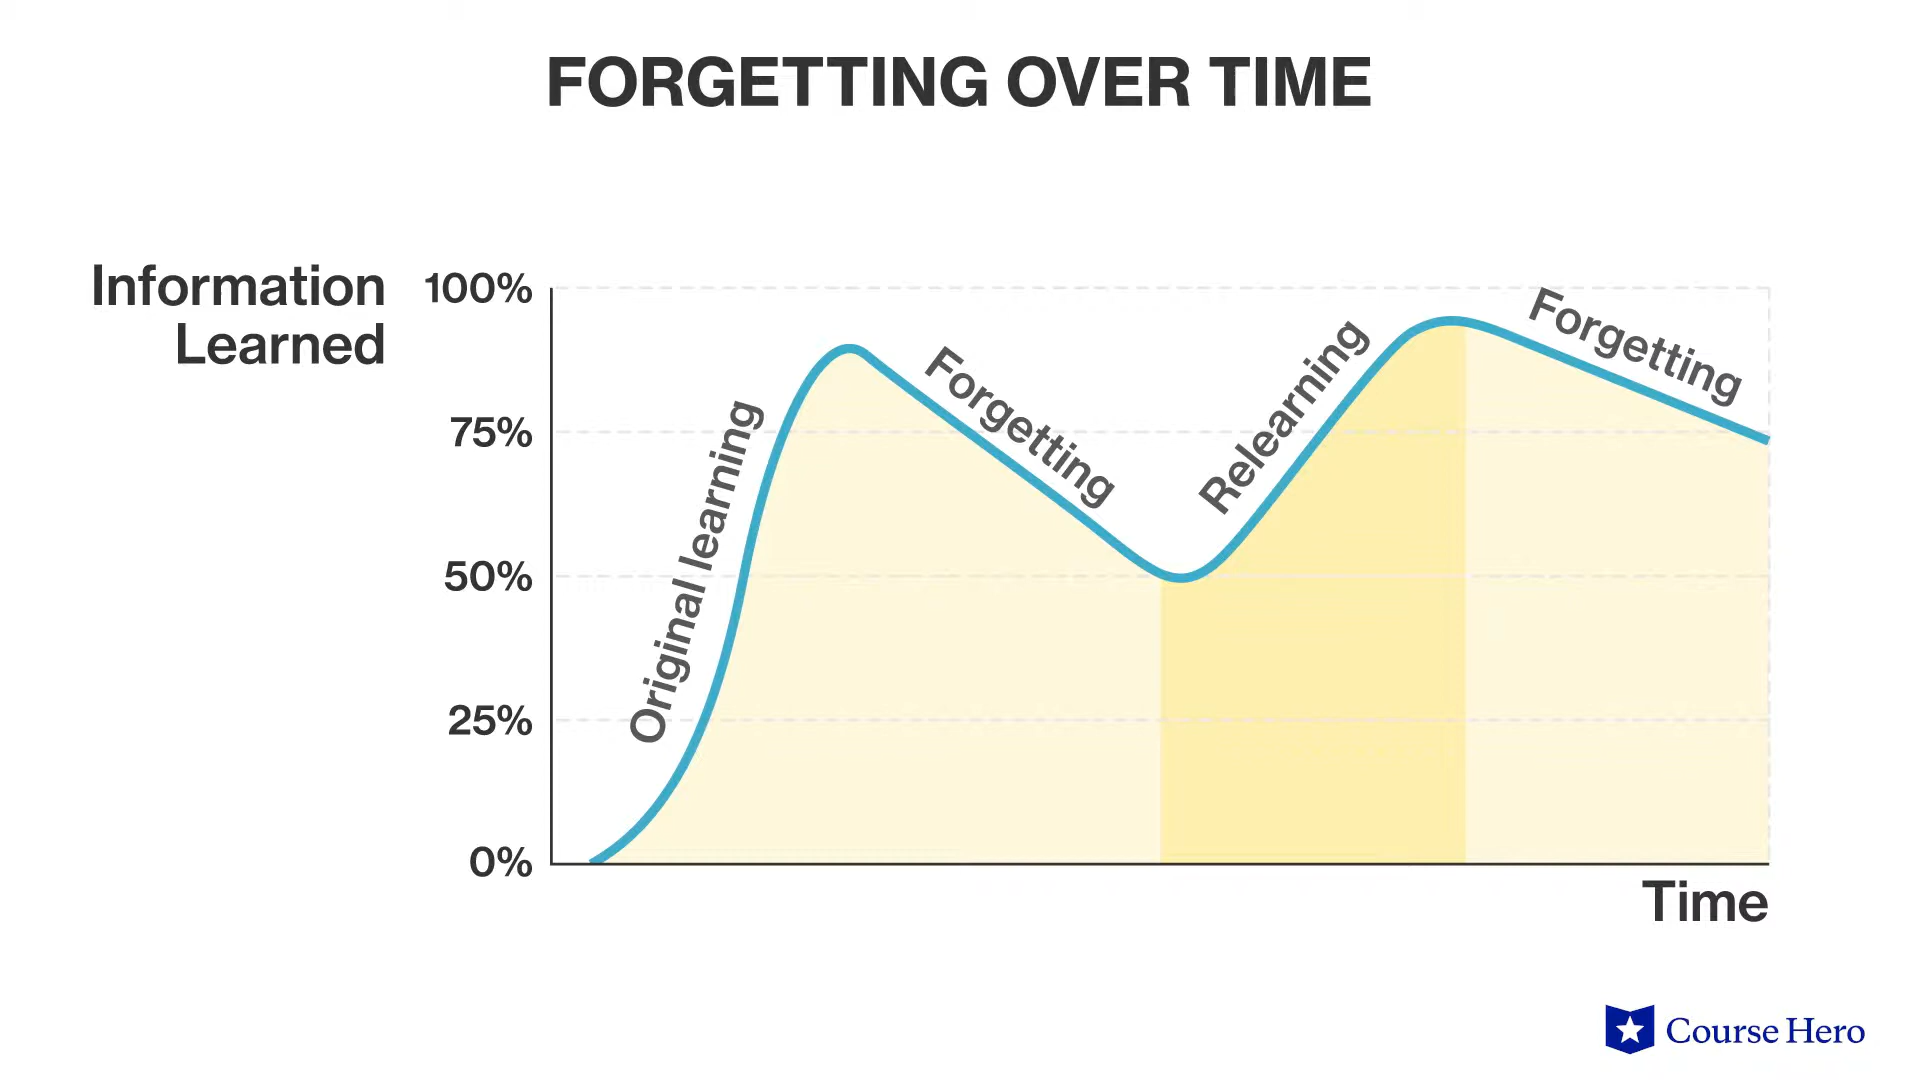 FORGETTING OVER TIME
Information
Learned
100%
75%
50%
25%
0%
Original learning
Forgetting
Relearning
Forgetting
Time
Course Hero